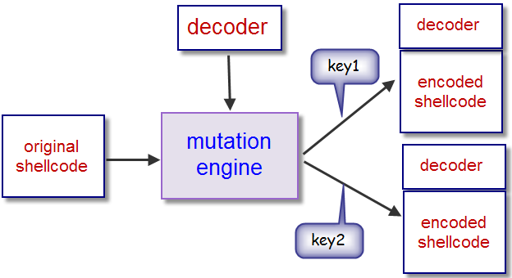 decoder
decoder
key1
encoded
shellcode
original
shellcode
mutation
engine
decoder
key2
encoded
shellcode